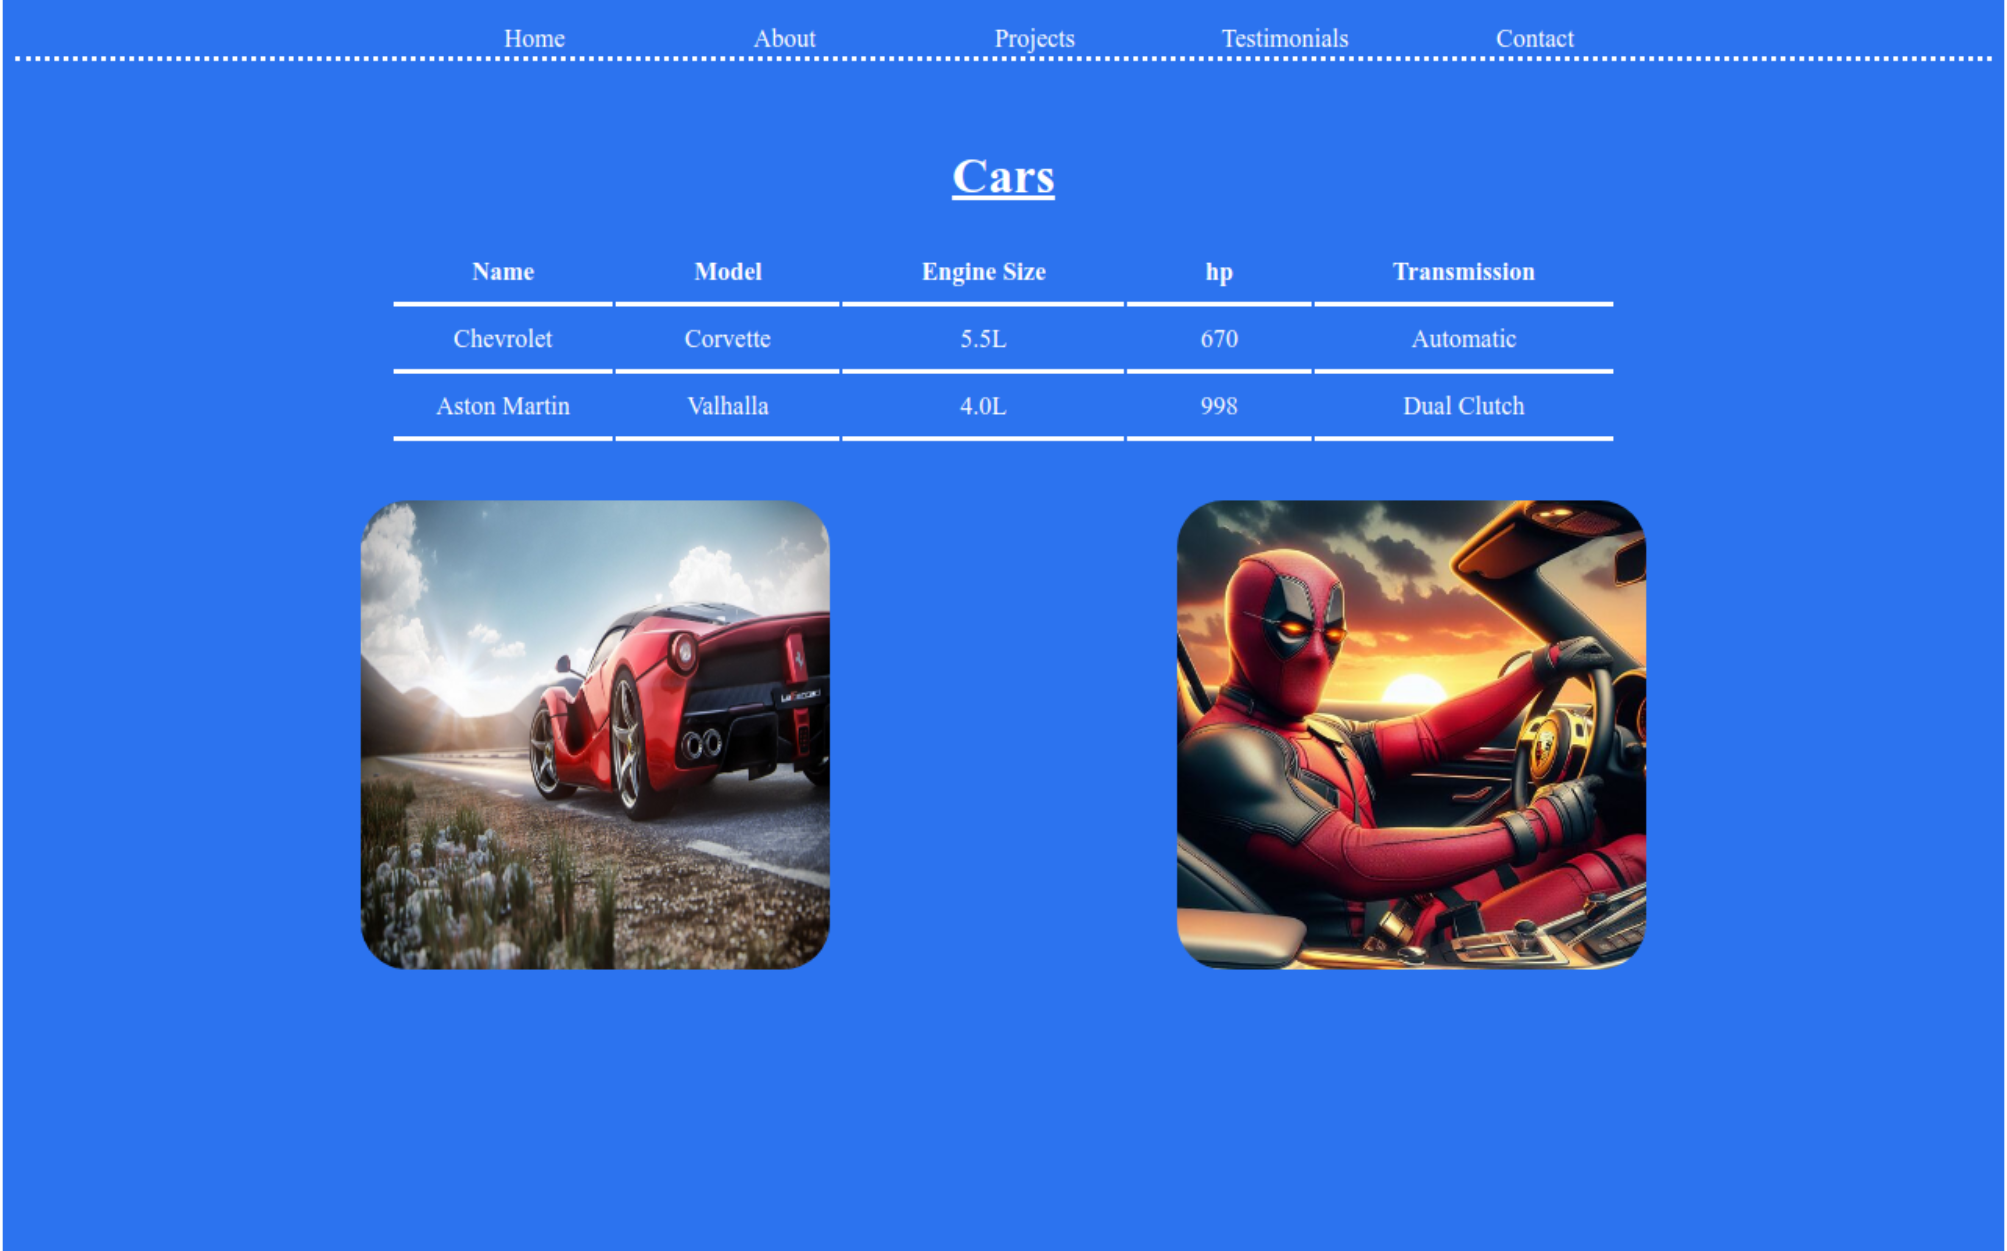 Home About Projects Testimonials Contact
Cars
Name Model Engine Size hp Transmission
Chevrolet Corvette 5.5L 670 Automatic
Aston Martin Valhalla 4.0L 998 Dual Clutch
LaFerrari